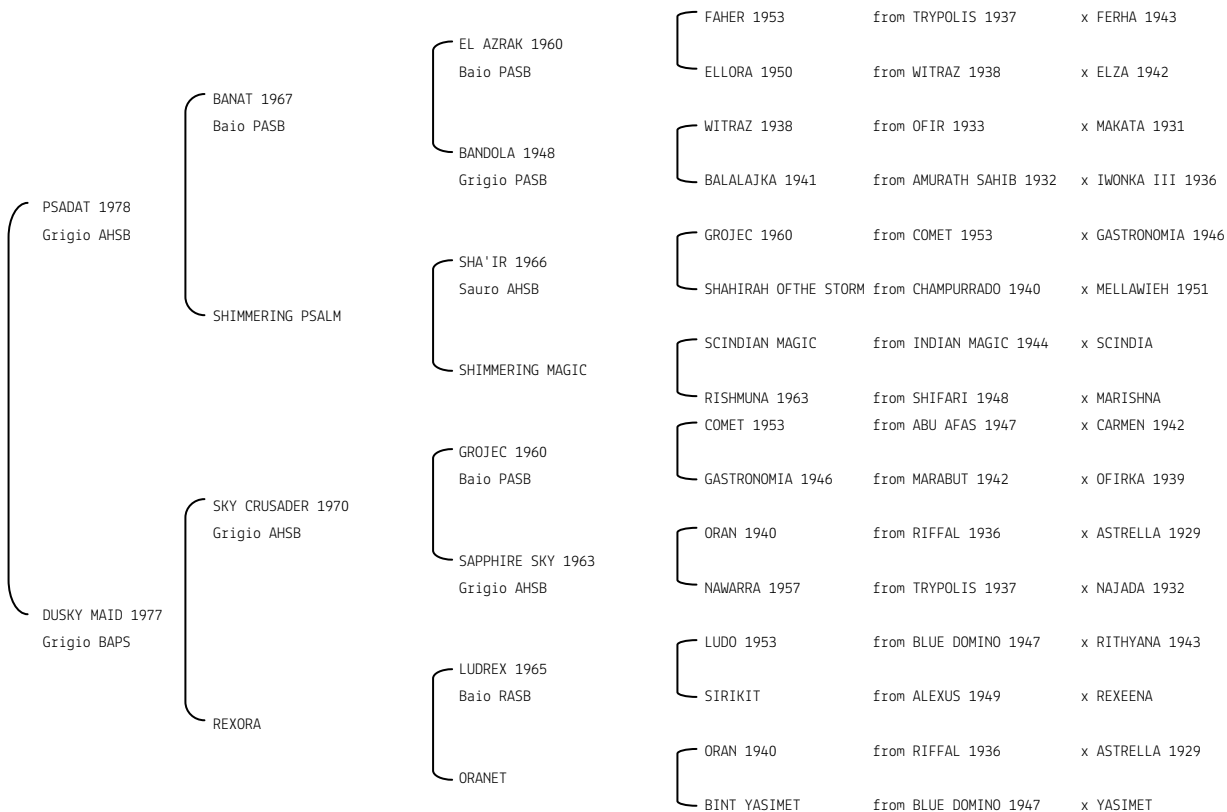 FAHER 1953 from TRYPOLIS 1937 x FERHA 1943
EL AZRAK 1960
Baio PASB
ELLORA 1950 from WITRAZ 1938 x ELZA 1942
BANAT 1967
Baio PASB
WITRAZ 1938 from OFIR 1933 x MAKATA 1931
BANDOLA 1948
Grigio PASB
BALALAJKA 1941 from AMURATH SAHIB 1932 x IWONKA III 1936
PSADAT 1978
Grigio AHSB
GROJEC 1960 from COMET 1953 x GASTRONOMIA 1946
SHA'IR 1966
Sauro AHSB
SHAHIRAH OFTHE STORM from CHAMPURRADO 1940 x MELLAWIEH 1951
SHIMMERING PSALM
SCINDIAN MAGIC from INDIAN MAGIC 1944 x SCINDIA
SHIMMERING MAGIC
RISHMUNA 1963 from SHIFARI 1948 x MARISHNA
COMET 1953 from ABU AFAS 1947 x CARMEN 1942
GROJEC 1960
Baio PASB
GASTRONOMIA 1946 from MARABUT 1942 x OFIRKA 1939
SKY CRUSADER 1970
Grigio AHSB
ORAN 1940 from RIFFAL 1936 x ASTRELLA 1929
SAPPHIRE SKY 1963
Grigio AHSB
NAWARRA 1957 from TRYPOLIS 1937 x NAJADA 1932
DUSKY MAID 1977
Grigio BAPS
LUDO 1953 from BLUE DOMINO 1947 x RITHYANA 1943
LUDREX 1965
Baio RASB
SIRIKIT from ALEXUS 1949 x REXEENA
REXORA
ORAN 1940 from RIFFAL 1936 x ASTRELLA 1929
ORANET
BINT YASIMET from BLUE DOMINO 1947 x YASIMET